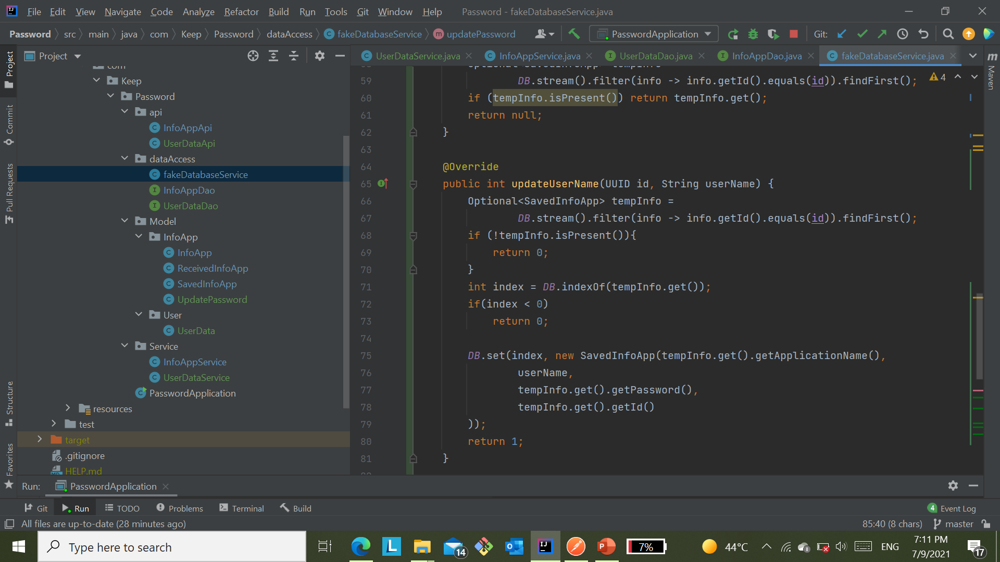 File Edit View Navigate Code Analyze Refactor Build Run Tools Git Window Help Password - fakeDatabaseService.java
Password src main java com Keep Password dataAccess fakeDatabaseService updatePassword PasswordApplication Git:
Project
UserDataService.java InfoAppService.java UserDataDao.java InfoAppDao.java fakeDatabaseService.java
Project
Commit
Pull Requests
Structure
Favorites
com
Keep
Password
api
InfoAppApi
UserDataApi
dataAccess
fakeDatabaseService
InfoAppDao
UserDataDao
Model
InfoApp
InfoApp
ReceivedInfoApp
SavedInfoApp
UpdatePassword
User
UserData
Service
InfoAppService
UserDataService
PasswordApplication
resources
test
target
.gitignore
HELP.md
58 Optional<SavedInfoApp> tempInfo =
59 DB.stream().filter(info -> info.getId().equals(id)).findFirst();
60 if (tempInfo.isPresent()) return tempInfo.get();
61 return null;
62 }
63
64 @Override
65 public int updateUserName(UUID id, String userName) {
66 Optional<SavedInfoApp> tempInfo =
67 DB.stream().filter(info -> info.getId().equals(id)).findFirst();
68 if (!tempInfo.isPresent()){
69 return 0;
70 }
71 int index = DB.indexOf(tempInfo.get());
72 if(index < 0)
73 return 0;
74
75 DB.set(index, new SavedInfoApp(tempInfo.get().getApplicationName(),
76 userName,
77 tempInfo.get().getPassword(),
78 tempInfo.get().getId()
79 ));
80 return 1;
81 }
4
m Maven
Run: PasswordApplication
Git Run TODO Problems Terminal Build 4 Event Log
All files are up-to-date (28 minutes ago) 85:40 (8 chars) master
Type here to search
14
7%
44°C
ENG
7:11 PM
7/9/2021
17